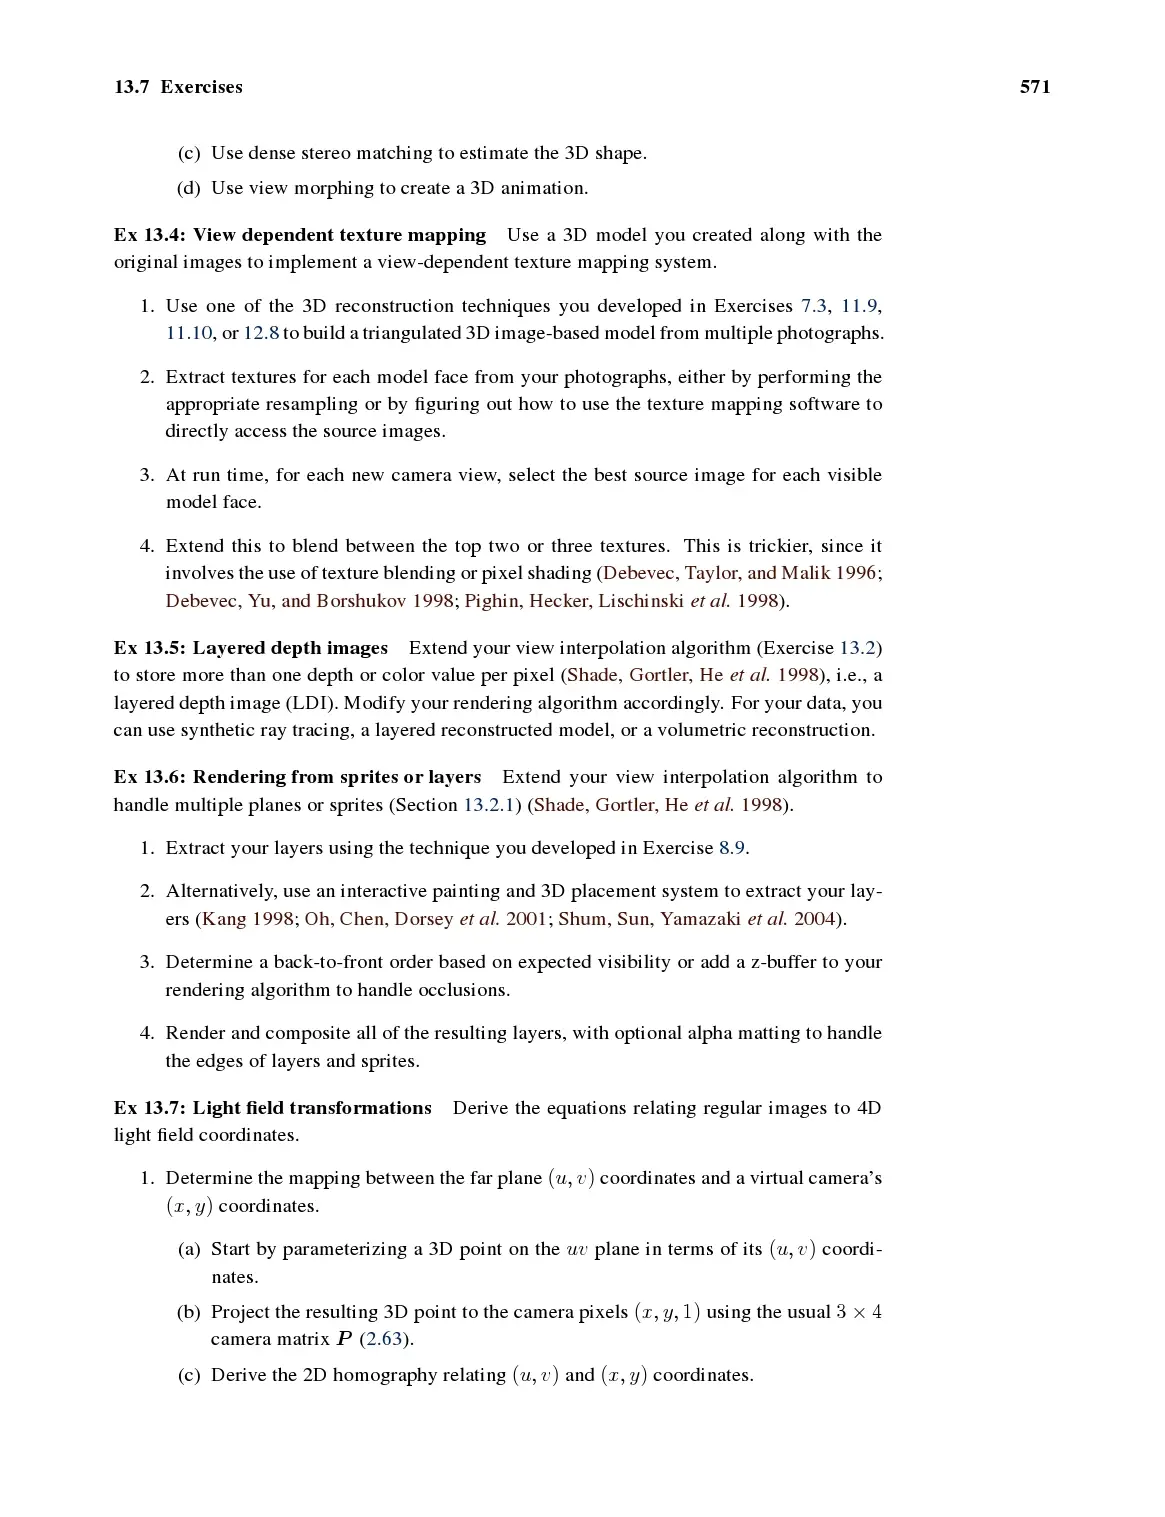 13.7 Exercises 571
(c) Use dense stereo matching to estimate the 3D shape.
(d) Use view morphing to create a 3D animation.
Ex 13.4: View dependent texture mapping Use a 3D model you created along with the
original images to implement a view-dependent texture mapping system.
1. Use one of the 3D reconstruction techniques you developed in Exercises 7.3, 11.9,
11.10, or 12.8 to build a triangulated 3D image-based model from multiple photographs.
2. Extract textures for each model face from your photographs, either by performing the
appropriate resampling or by figuring out how to use the texture mapping software to
directly access the source images.
3. At run time, for each new camera view, select the best source image for each visible
model face.
4. Extend this to blend between the top two or three textures. This is trickier, since it
involves the use of texture blending or pixel shading (Debevec, Taylor, and Malik 1996;
Debevec, Yu, and Borshukov 1998; Pighin, Hecker, Lischinski et al. 1998).
Ex 13.5: Layered depth images Extend your view interpolation algorithm (Exercise 13.2)
to store more than one depth or color value per pixel (Shade, Gortler, He et al. 1998), i.e., a
layered depth image (LDI). Modify your rendering algorithm accordingly. For your data, you
can use synthetic ray tracing, a layered reconstructed model, or a volumetric reconstruction.
Ex 13.6: Rendering from sprites or layers Extend your view interpolation algorithm to
handle multiple planes or sprites (Section 13.2.1) (Shade, Gortler, He et al. 1998).
1. Extract your layers using the technique you developed in Exercise 8.9.
2. Alternatively, use an interactive painting and 3D placement system to extract your lay-
ers (Kang 1998; Oh, Chen, Dorsey et al. 2001; Shum, Sun, Yamazaki et al. 2004).
3. Determine a back-to-front order based on expected visibility or add a z-buffer to your
rendering algorithm to handle occlusions.
4. Render and composite all of the resulting layers, with optional alpha matting to handle
the edges of layers and sprites.
Ex 13.7: Light field transformations Derive the equations relating regular images to 4D
light field coordinates.
1. Determine the mapping between the far plane (u, v) coordinates and a virtual camera's
(x, y) coordinates.
(a) Start by parameterizing a 3D point on the uv plane in terms of its (u, v) coordi-
nates.
(b) Project the resulting 3D point to the camera pixels (x, y, 1) using the usual 3 × 4
camera matrix P (2.63).
(c) Derive the 2D homography relating (u, v) and (x, y) coordinates.